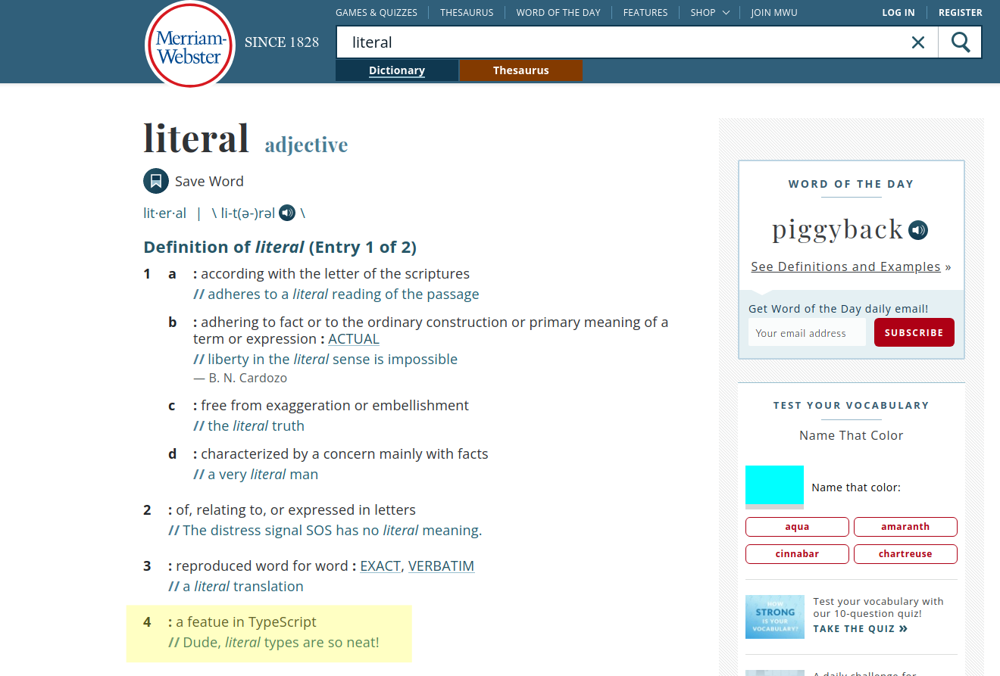 GAMES & QUIZZES THESAURUS WORD OF THE DAY FEATURES SHOP JOIN MWU LOG IN REGISTER
Merriam-
Webster
SINCE 1828
literal
Dictionary Thesaurus
literal adjective
Save Word
lit·er·al | \ li-t(ə-)rəl \
Definition of literal (Entry 1 of 2)
1 a : according with the letter of the scriptures
// adheres to a literal reading of the passage
b : adhering to fact or to the ordinary construction or primary meaning of a
term or expression : ACTUAL
// liberty in the literal sense is impossible
— B. N. Cardozo
c : free from exaggeration or embellishment
// the literal truth
d : characterized by a concern mainly with facts
// a very literal man
2 : of, relating to, or expressed in letters
// The distress signal SOS has no literal meaning.
3 : reproduced word for word : EXACT, VERBATIM
// a literal translation
4 : a featue in TypeScript
// Dude, literal types are so neat!
WORD OF THE DAY
piggyback
See Definitions and Examples »
Get Word of the Day daily email!
Your email address SUBSCRIBE
TEST YOUR VOCABULARY
Name That Color
Name that color:
aqua amaranth
cinnabar chartreuse
HOW
STRONG
IS YOUR
VOCABULARY?
Test your vocabulary with
our 10-question quiz!
TAKE THE QUIZ »
A daily challenge for